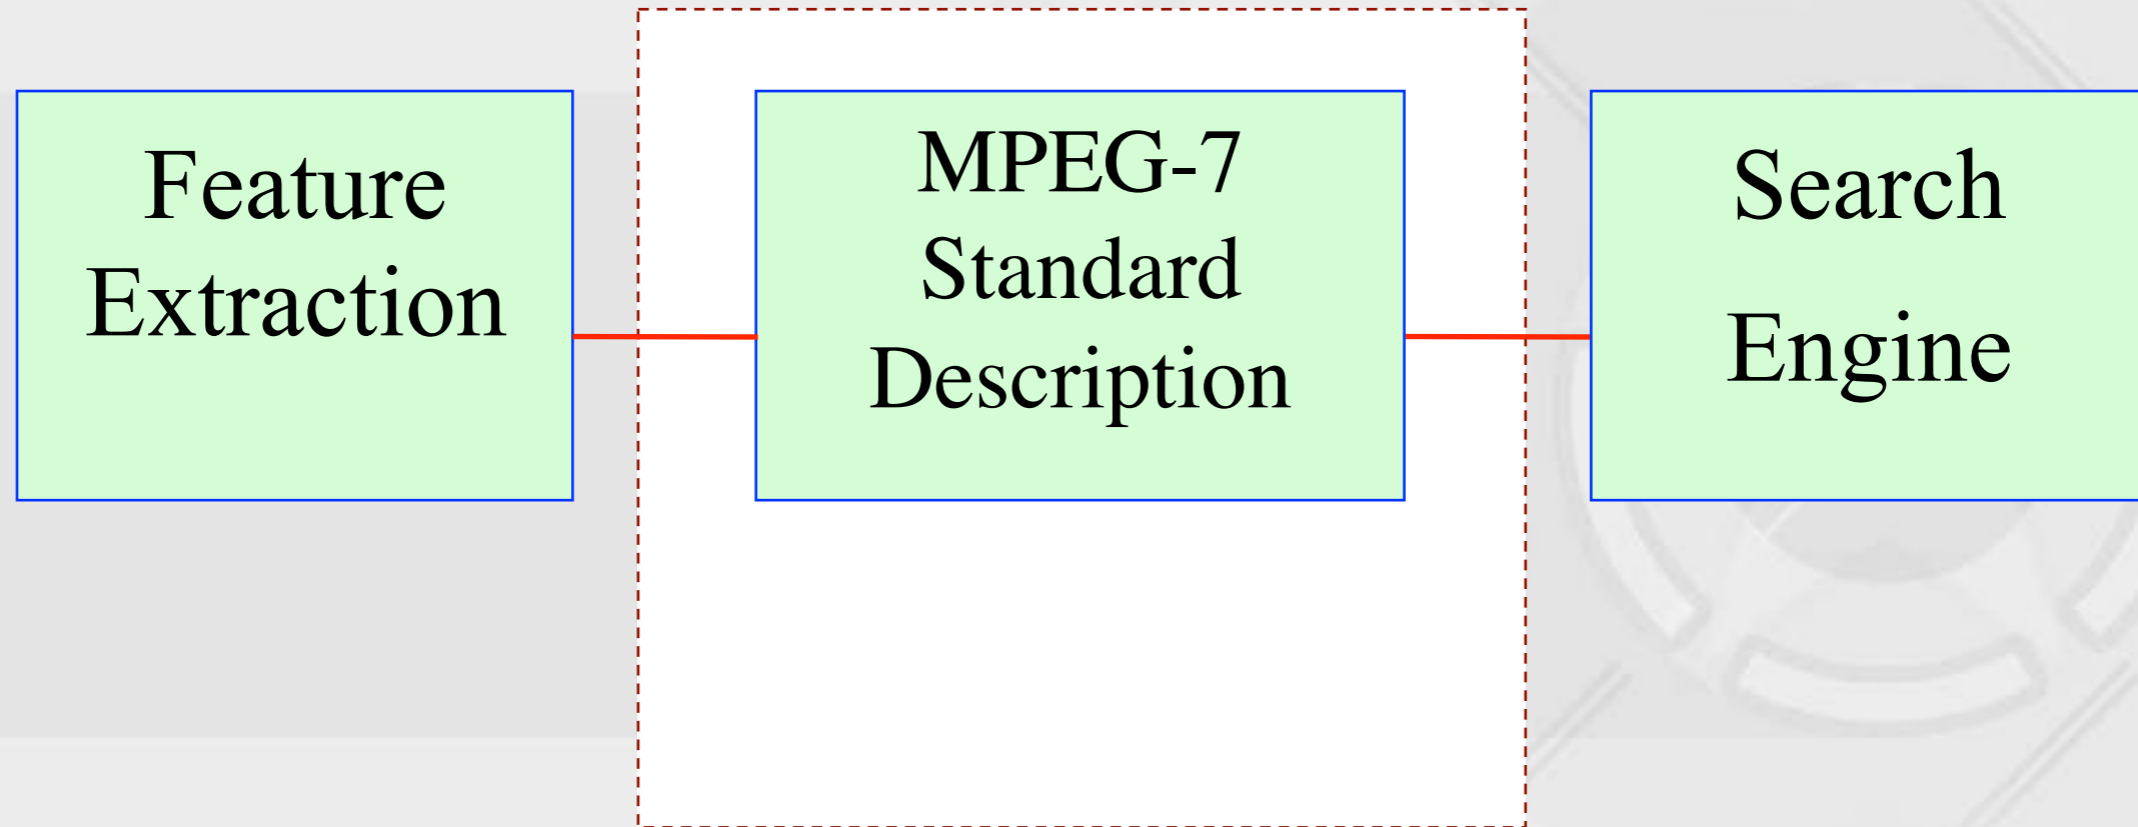 Feature
Extraction
MPEG-7
Standard
Description
Search
Engine